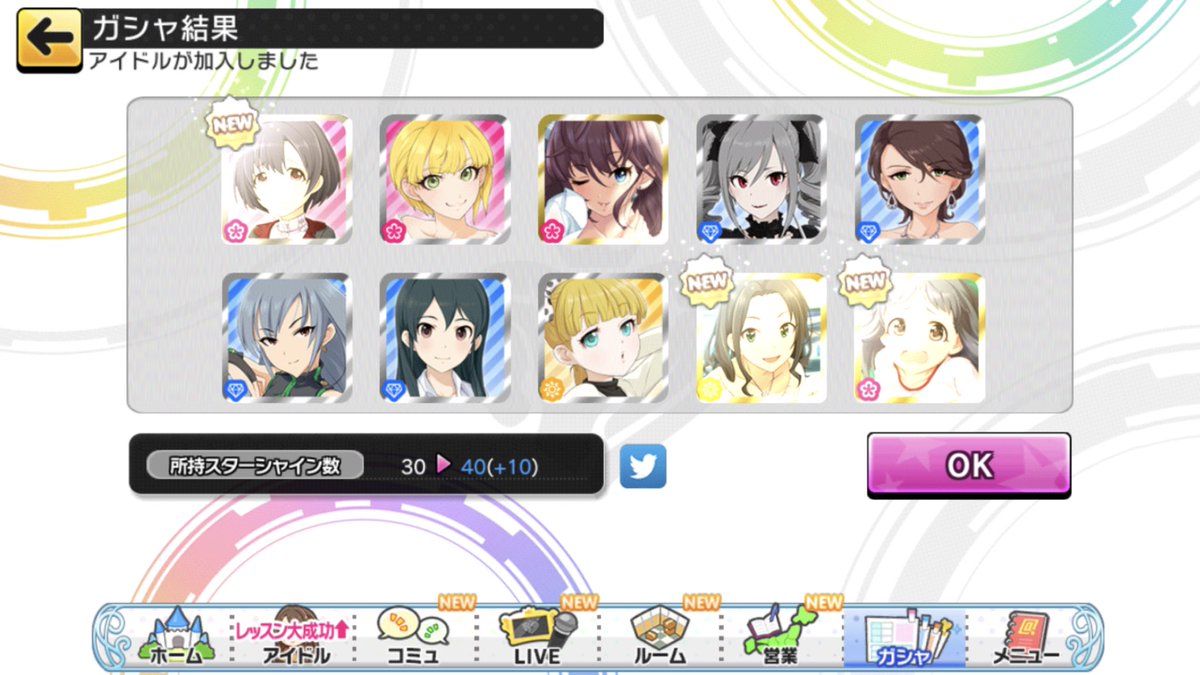 ガシャ結果
アイドルが加入しました
NEW
NEW
NEW
所持スターシャイン数
30
40(+10)
OK
NEW
NEW
NEW
NEW
レッスン大成功
ホーム
アイドル
コミュ
LIVE
ルーム
営業
ガシャ
メニュー